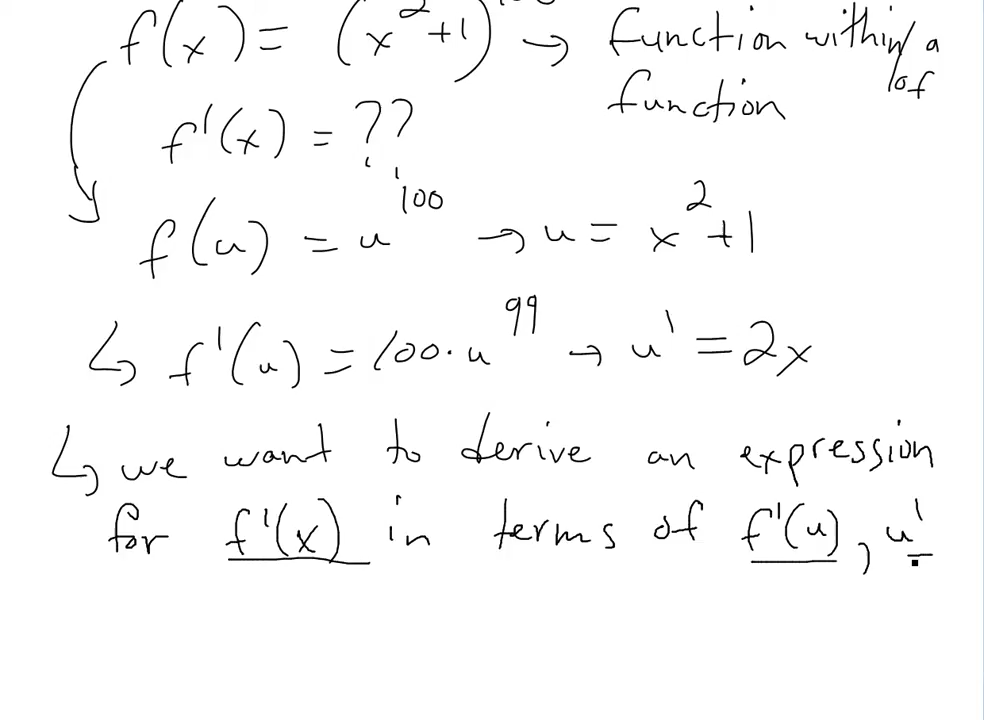 f(x) = (x²+1)¹⁰⁰ → function within/of a
function
f'(x) = ??
f(u) = u¹⁰⁰ → u = x²+1
↳ f'(u) = 100·u⁹⁹ → u' = 2x
↳ we want to derive an expression
for f'(x) in terms of f'(u), u'